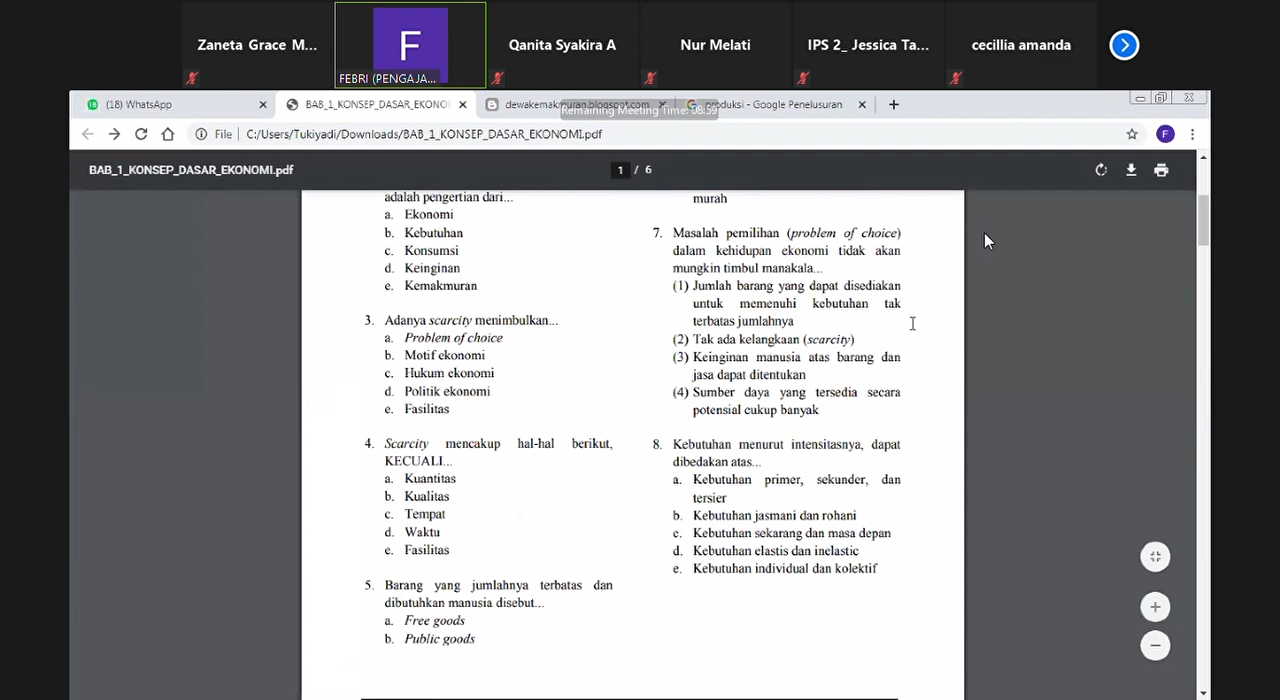 Zaneta Grace M...
F
FEBRI (PENGAJA...
Qanita Syakira A
Nur Melati
IPS 2_ Jessica Ta...
cecillia amanda
(18) WhatsApp
BAB_1_KONSEP_DASAR_EKONO
dewakemakmuran.blogspot.com
produksi - Google Penelusuran
Remaining Meeting Time: 08:59
File
C:/Users/Tukiyadi/Downloads/BAB_1_KONSEP_DASAR_EKONOMI.pdf
F
BAB_1_KONSEP_DASAR_EKONOMI.pdf
1 / 6
adalah pengertian dari...
a. Ekonomi
b. Kebutuhan
c. Konsumsi
d. Keinginan
e. Kemakmuran
3. Adanya scarcity menimbulkan...
a. Problem of choice
b. Motif ekonomi
c. Hukum ekonomi
d. Politik ekonomi
e. Fasilitas
4. Scarcity mencakup hal-hal berikut,
KECUALI...
a. Kuantitas
b. Kualitas
c. Tempat
d. Waktu
e. Fasilitas
5. Barang yang jumlahnya terbatas dan
dibutuhkan manusia disebut...
a. Free goods
b. Public goods
murah
7. Masalah pemilihan (problem of choice)
dalam kehidupan ekonomi tidak akan
mungkin timbul manakala...
(1) Jumlah barang yang dapat disediakan
untuk memenuhi kebutuhan tak
terbatas jumlahnya
(2) Tak ada kelangkaan (scarcity)
(3) Keinginan manusia atas barang dan
jasa dapat ditentukan
(4) Sumber daya yang tersedia secara
potensial cukup banyak
8. Kebutuhan menurut intensitasnya, dapat
dibedakan atas...
a. Kebutuhan primer, sekunder, dan
tersier
b. Kebutuhan jasmani dan rohani
c. Kebutuhan sekarang dan masa depan
d. Kebutuhan elastis dan inelastic
e. Kebutuhan individual dan kolektif